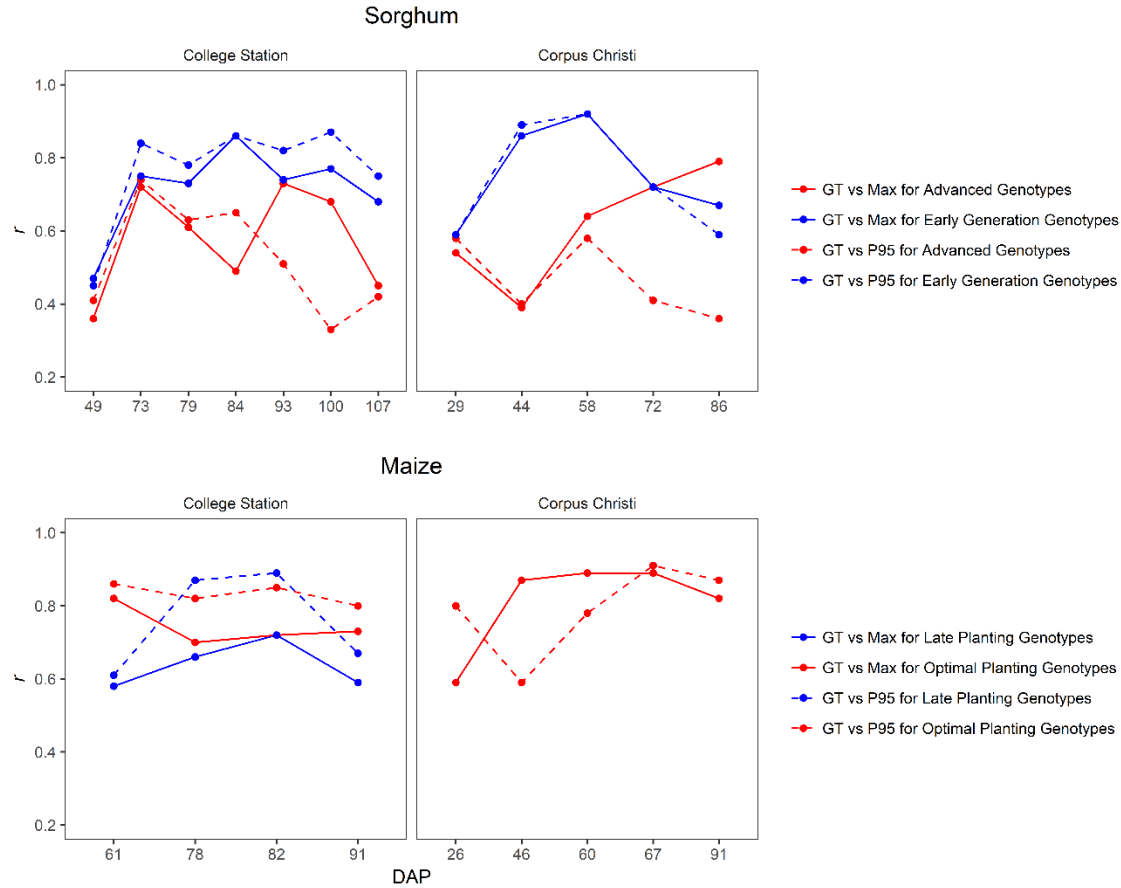 Sorghum
College Station
Corpus Christi
1.0
0.8
0.6
0.4
0.2
r
49 73 79 84 93 100 107
29 44 58 72 86
GT vs Max for Advanced Genotypes
GT vs Max for Early Generation Genotypes
GT vs P95 for Advanced Genotypes
GT vs P95 for Early Generation Genotypes
Maize
College Station
Corpus Christi
1.0
0.8
0.6
0.4
0.2
r
61 78 82 91
26 46 60 67 91
DAP
GT vs Max for Late Planting Genotypes
GT vs Max for Optimal Planting Genotypes
GT vs P95 for Late Planting Genotypes
GT vs P95 for Optimal Planting Genotypes